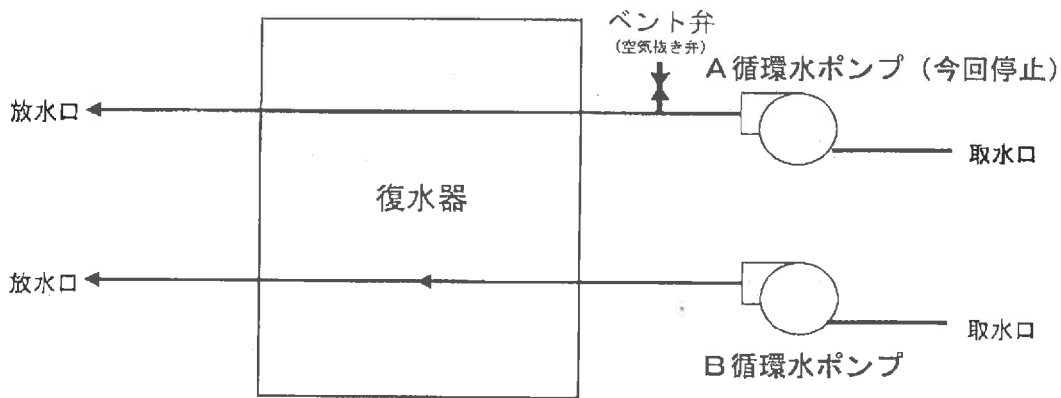 ベント弁
(空気抜き弁)
A循環水ポンプ(今回停止)
放水口
取水口
復水器
放水口
取水口
B循環水ポンプ